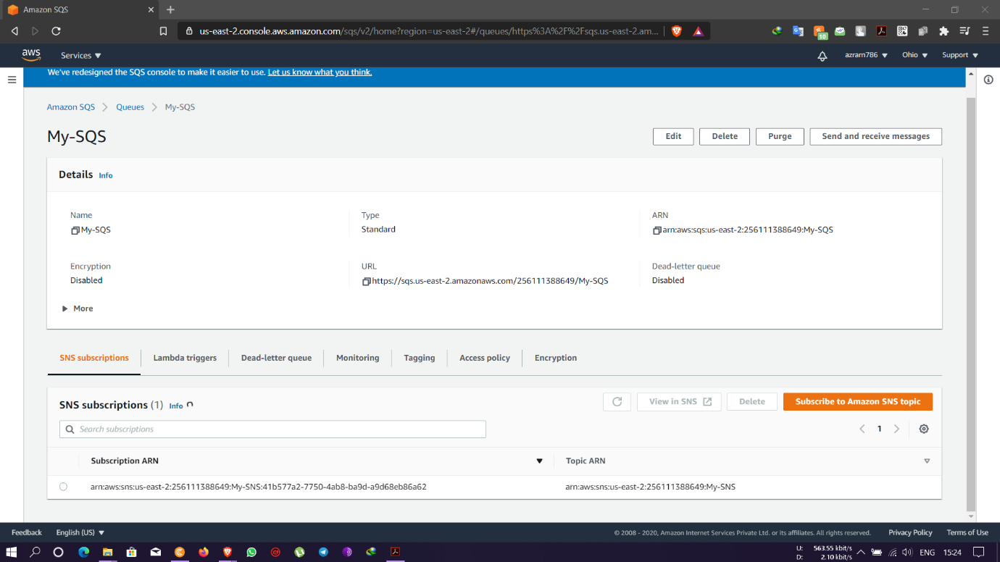 Amazon SQS
us-east-2.console.aws.amazon.com/sqs/v2/home?region=us-east-2#/queues/https%3A%2F%2Fsqs.us-east-2.am...
10
aws Services azram786 Ohio Support
We've redesigned the SQS console to make it easier to use. Let us know what you think.
Amazon SQS Queues My-SQS
My-SQS Edit Delete Purge Send and receive messages
Details Info
Name Type ARN
My-SQS Standard arn:aws:sqs:us-east-2:256111388649:My-SQS
Encryption URL Dead-letter queue
Disabled https://sqs.us-east-2.amazonaws.com/256111388649/My-SQS Disabled
More
SNS subscriptions Lambda triggers Dead-letter queue Monitoring Tagging Access policy Encryption
SNS subscriptions (1) Info View in SNS Delete Subscribe to Amazon SNS topic
Search subscriptions 1
Subscription ARN Topic ARN
arn:aws:sns:us-east-2:256111388649:My-SNS:41b577a2-7750-4ab8-ba9d-a9d68eb86a62 arn:aws:sns:us-east-2:256111388649:My-SNS
Feedback English (US) © 2008 - 2020, Amazon Internet Services Private Ltd. or its affiliates. All rights reserved. Privacy Policy Terms of Use
U: 563.55 kbit/s
D: 2.10 kbit/s
ENG 15:24